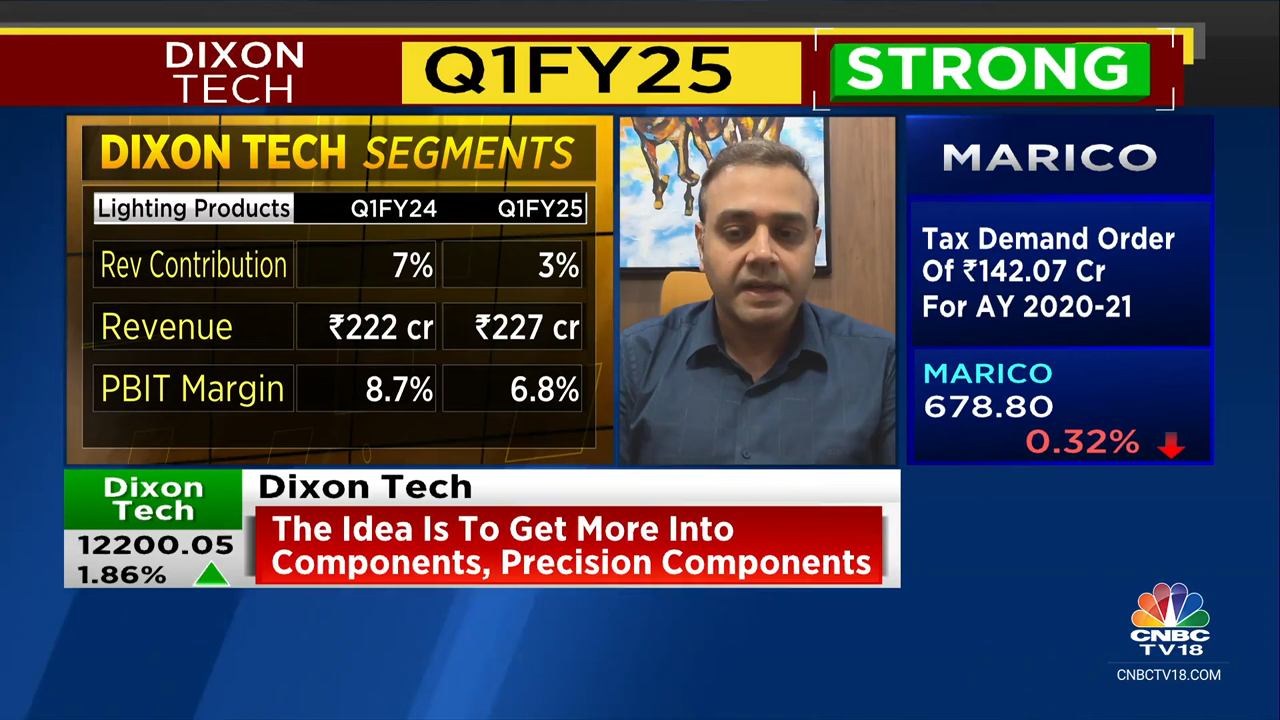 DIXON
TECH
Q1FY25
STRONG
DIXON TECH SEGMENTS
Lighting Products Q1FY24 Q1FY25
Rev Contribution 7% 3%
Revenue ₹222 cr ₹227 cr
PBIT Margin 8.7% 6.8%
MARICO
Tax Demand Order
Of ₹142.07 Cr
For AY 2020-21
MARICO
678.80
0.32%
Dixon
Tech
12200.05
1.86%
Dixon Tech
The Idea Is To Get More Into
Components, Precision Components
CNBC
TV18
CNBCTV18.COM